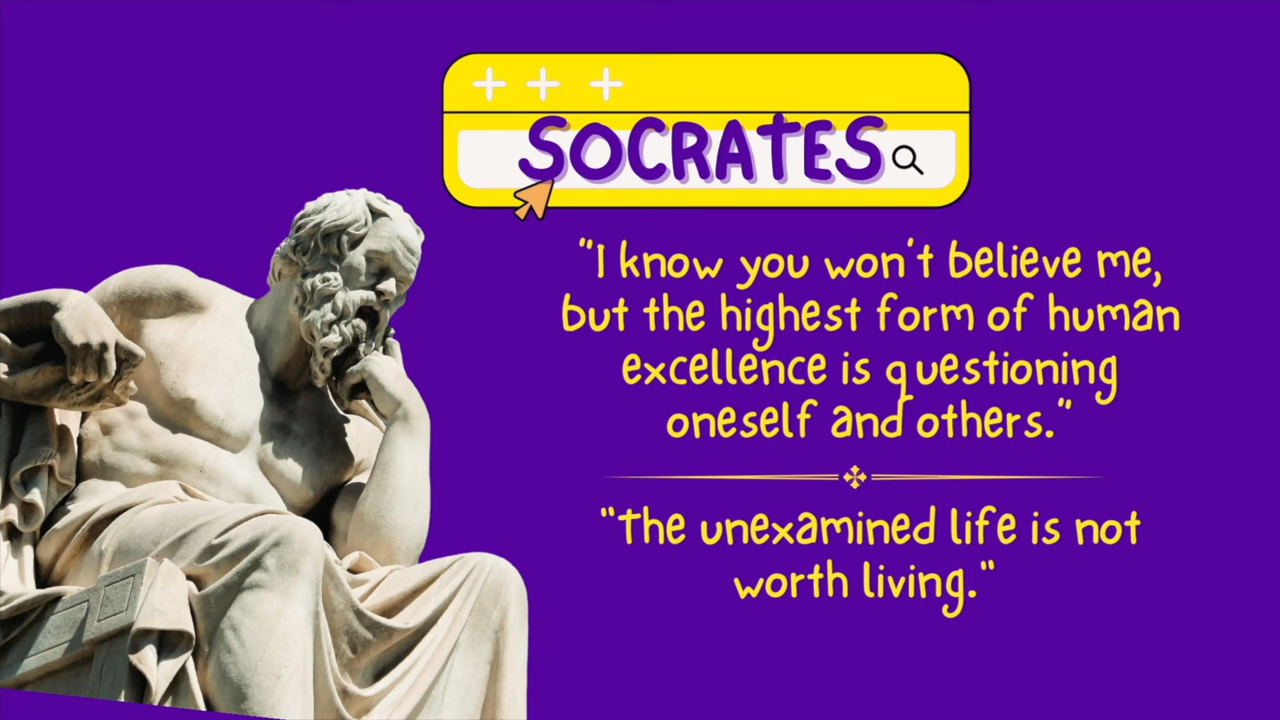 SOCRATES
"I know you won't believe me,
but the highest form of human
excellence is questioning
oneself and others."
"The unexamined life is not
worth living."